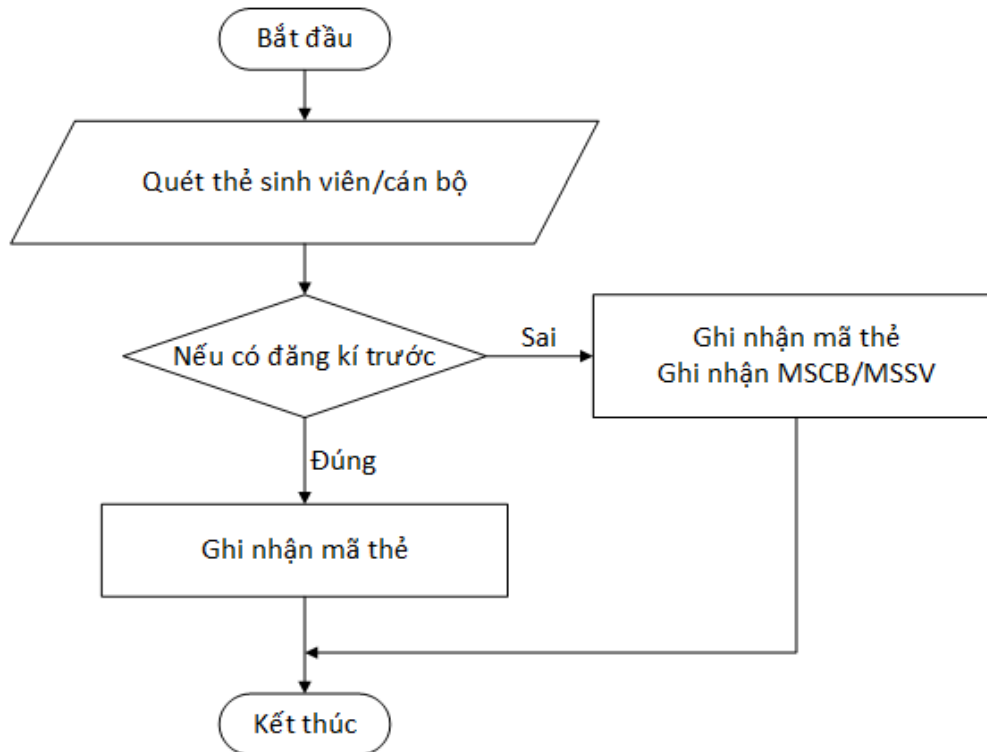 Bắt đầu
Quét thẻ sinh viên/cán bộ
Nếu có đăng kí trước
Sai
Ghi nhận mã thẻ
Ghi nhận MSCB/MSSV
Đúng
Ghi nhận mã thẻ
Kết thúc